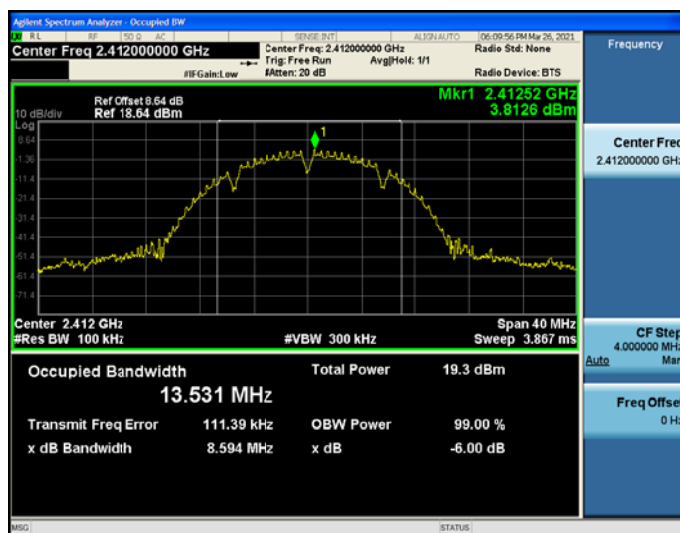 Agilent Spectrum Analyzer - Occupied BW
RL RF 50 Ω AC SENSE:INT ALIGN AUTO 06:09:56 PM Mar 26, 2021
Center Freq 2.412000000 GHz
Center Freq: 2.412000000 GHz
Radio Std: None
Trig: Free Run Avg|Hold: 1/1
#IFGain:Low #Atten: 20 dB Radio Device: BTS
Frequency
Mkr1 2.41252 GHz
3.8126 dBm
Ref Offset 8.64 dB
10 dB/div Ref 18.64 dBm
Log
8.64
-1.36
-11.4
-21.4
-31.4
-41.4
-51.4
-61.4
-71.4
1
Center 2.412 GHz Span 40 MHz
#Res BW 100 kHz #VBW 300 kHz Sweep 3.867 ms
Occupied Bandwidth Total Power 19.3 dBm
13.531 MHz
Transmit Freq Error 111.39 kHz OBW Power 99.00 %
x dB Bandwidth 8.594 MHz x dB -6.00 dB
Center Freq
2.412000000 GHz
CF Step
4.000000 MHz
Auto Man
Freq Offset
0 Hz
MSG STATUS